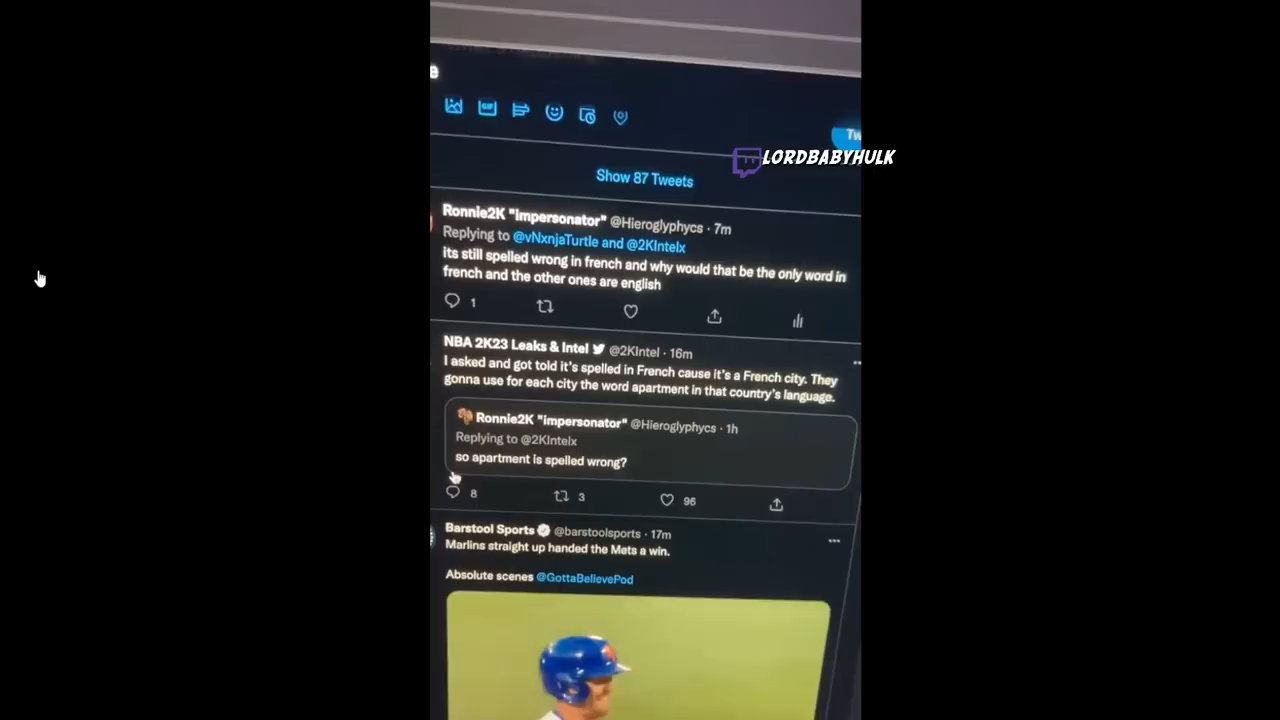 e
GIF
Tw
LORDBABYHULK
Show 87 Tweets
Ronnie2K "Impersonator" @Hieroglyphycs · 7m
Replying to @vNxnjaTurtle and @2KIntelx
its still spelled wrong in french and why would that be the only word in
french and the other ones are english
1
NBA 2K23 Leaks & Intel @2KIntel · 16m
I asked and got told it's spelled in French cause it's a French city. They
gonna use for each city the word apartment in that country's language.
Ronnie2K "Impersonator" @Hieroglyphycs · 1h
Replying to @2KIntelx
so apartment is spelled wrong?
8 3 96
Barstool Sports @barstoolsports · 17m
Marlins straight up handed the Mets a win.
Absolute scenes @GottaBelievePod